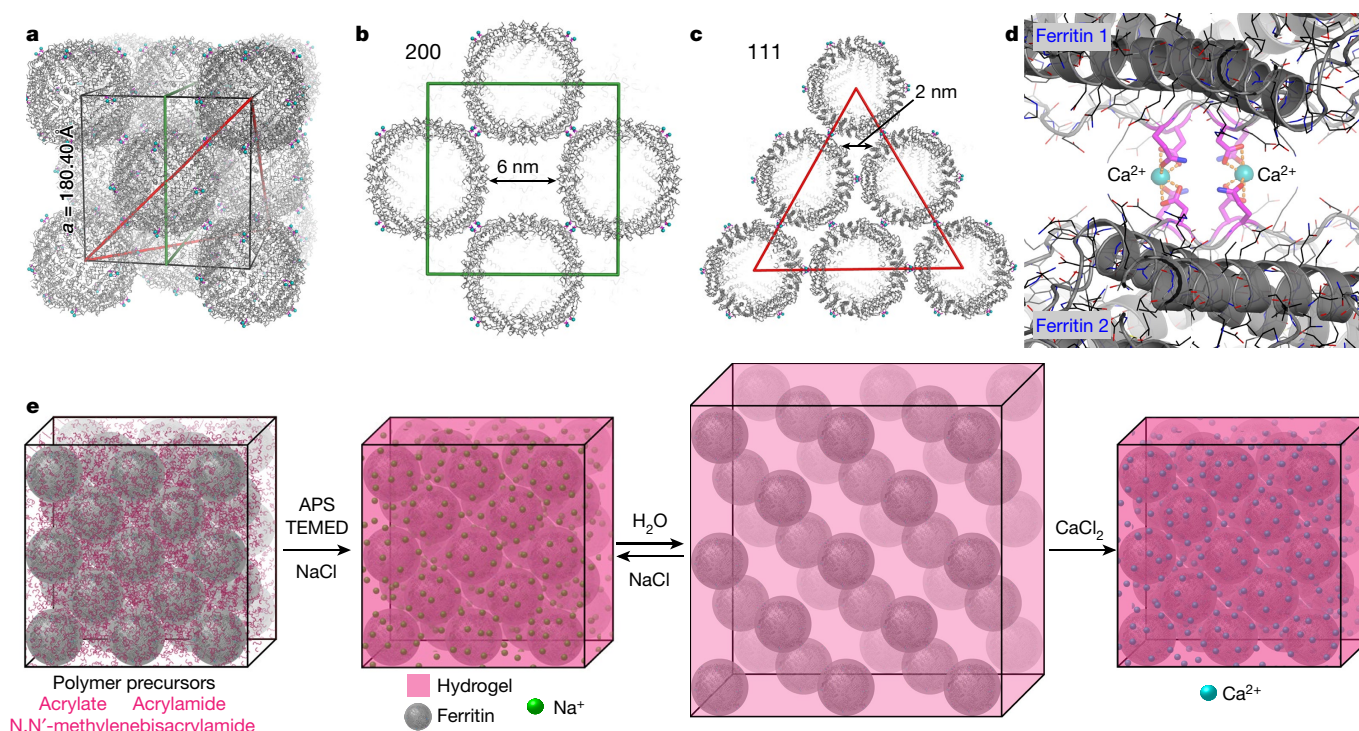 a
a = 180.40 Å
b
200
6 nm
c
111
2 nm
d
Ferritin 1
Ca2+
Ca2+
Ferritin 2
e
Polymer precursors
Acrylate Acrylamide
N,N′-methylenebisacrylamide
APS
TEMED
NaCl
Hydrogel
Ferritin
Na+
H2O
NaCl
CaCl2
Ca2+